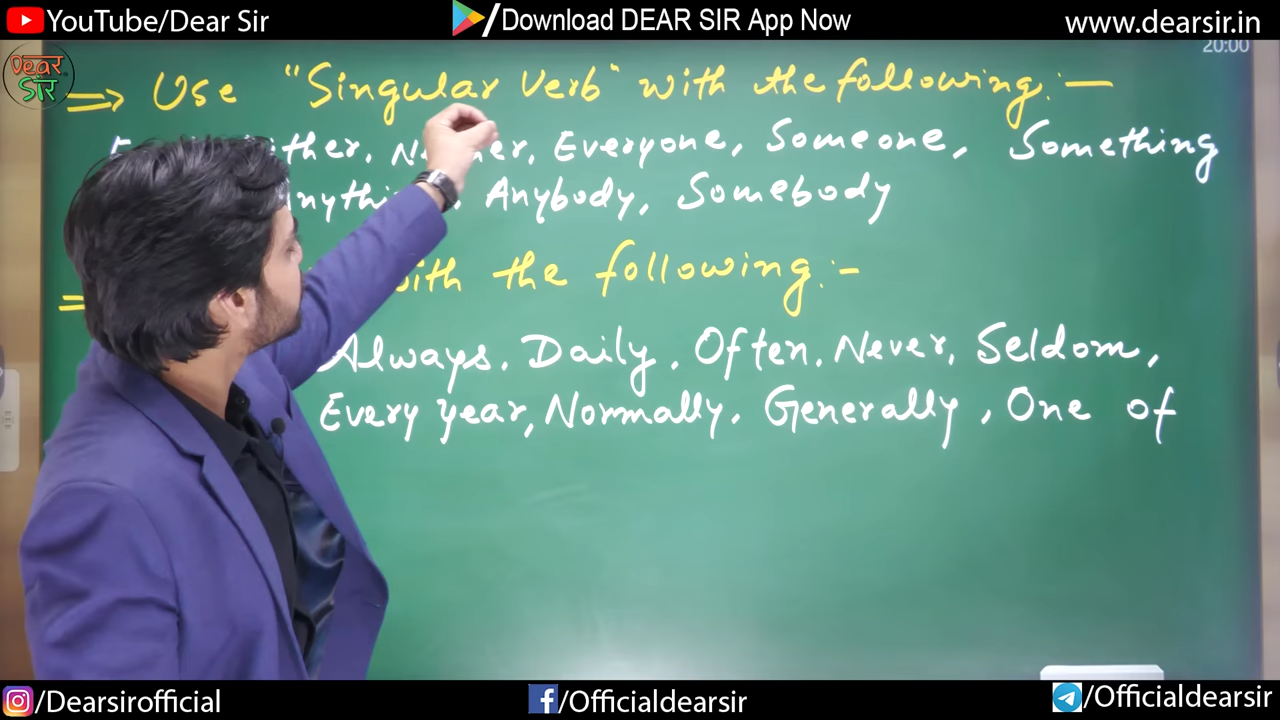 YouTube/Dear Sir
/Download DEAR SIR App Now
www.dearsir.in
20:00
Dear
Sir
⇒ Use "Singular Verb" with the following:—
Everyone, Someone, Something
Anybody, Somebody
with the following:-
Always, Daily, Often, Never, Seldom,
Every year, Normally, Generally, One of
/Dearsirofficial
/Officialdearsir
/Officialdearsir